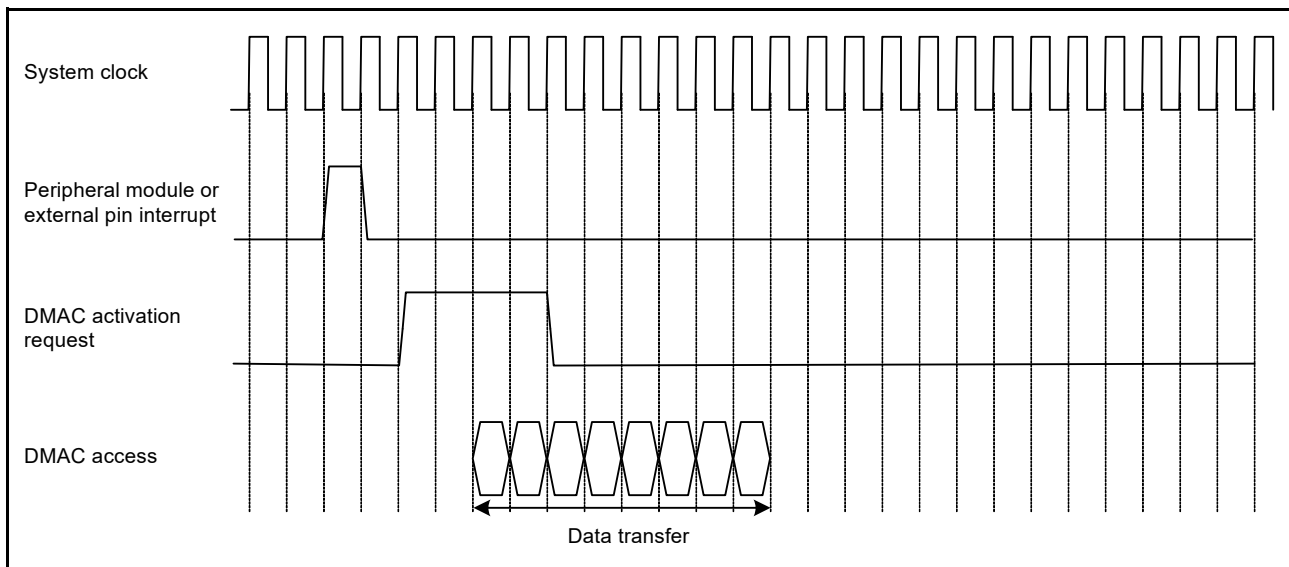 System clock
Peripheral module or
external pin interrupt
DMAC activation
request
DMAC access
Data transfer